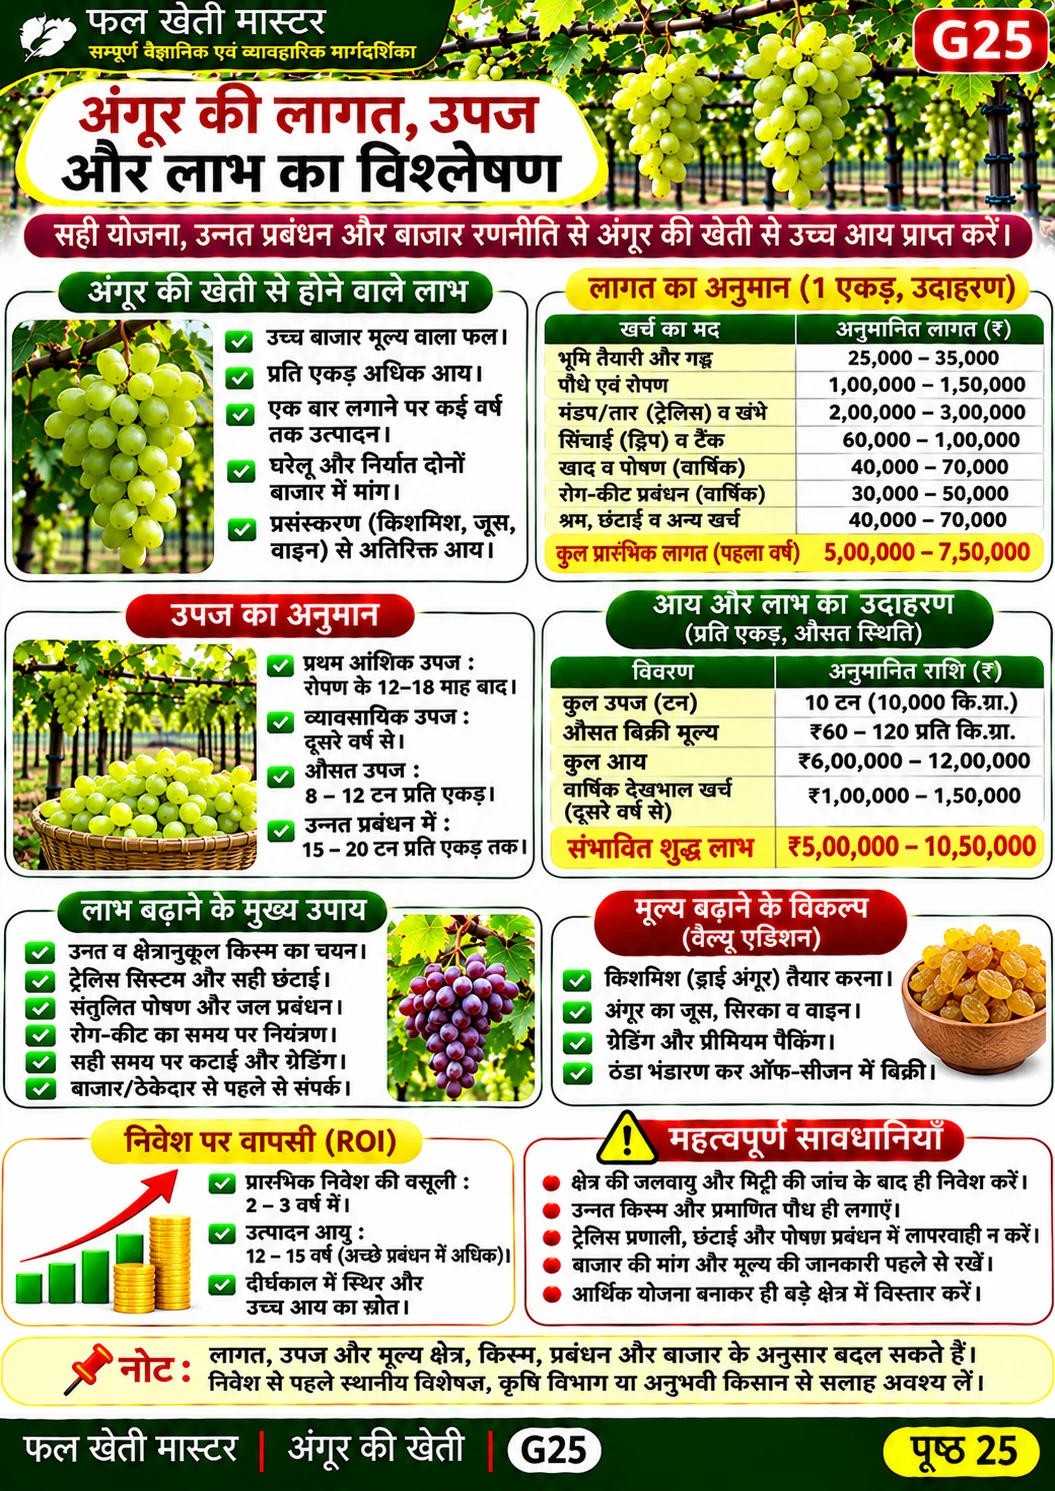 फल खेती मास्टर
सम्पूर्ण वैज्ञानिक एवं व्यावहारिक मार्गदर्शिका
G25
अंगूर की लागत, उपज
और लाभ का विश्लेषण
सही योजना, उन्नत प्रबंधन और बाजार रणनीति से अंगूर की खेती से उच्च आय प्राप्त करें।
अंगूर की खेती से होने वाले लाभ
उच्च बाजार मूल्य वाला फल।
प्रति एकड़ अधिक आय।
एक बार लगाने पर कई वर्ष
तक उत्पादन।
घरेलू और निर्यात दोनों
बाजार में मांग।
प्रसंस्करण (किशमिश, जूस,
वाइन) से अतिरिक्त आय।
लागत का अनुमान (1 एकड़, उदाहरण)
खर्च का मद अनुमानित लागत (₹)
भूमि तैयारी और गड्ढ 25,000 – 35,000
पौधे एवं रोपण 1,00,000 – 1,50,000
मंडप/तार (ट्रेलिस) व खंभे 2,00,000 – 3,00,000
सिंचाई (ड्रिप) व टैंक 60,000 – 1,00,000
खाद व पोषण (वार्षिक) 40,000 – 70,000
रोग-कीट प्रबंधन (वार्षिक) 30,000 – 50,000
श्रम, छंटाई व अन्य खर्च 40,000 – 70,000
कुल प्रारंभिक लागत (पहला वर्ष) 5,00,000 – 7,50,000
उपज का अनुमान
प्रथम आंशिक उपज :
रोपण के 12–18 माह बाद।
व्यावसायिक उपज :
दूसरे वर्ष से।
औसत उपज :
8 – 12 टन प्रति एकड़।
उन्नत प्रबंधन में :
15 – 20 टन प्रति एकड़ तक।
आय और लाभ का उदाहरण
(प्रति एकड़, औसत स्थिति)
विवरण अनुमानित राशि (₹)
कुल उपज (टन) 10 टन (10,000 कि.ग्रा.)
औसत बिक्री मूल्य ₹60 – 120 प्रति कि.ग्रा.
कुल आय ₹6,00,000 – 12,00,000
वार्षिक देखभाल खर्च
(दूसरे वर्ष से) ₹1,00,000 – 1,50,000
संभावित शुद्ध लाभ ₹5,00,000 – 10,50,000
लाभ बढ़ाने के मुख्य उपाय
उनत व क्षेत्रानुकूल किस्म का चयन।
ट्रेलिस सिस्टम और सही छंटाई।
संतुलित पोषण और जल प्रबंधन।
रोग-कीट का समय पर नियंत्रण।
सही समय पर कटाई और ग्रेडिंग।
बाजार/ठेकेदार से पहले से संपर्क।
मूल्य बढ़ाने के विकल्प
(वैल्यू एडिशन)
किशमिश (ड्राई अंगूर) तैयार करना।
अंगूर का जूस, सिरका व वाइन।
ग्रेडिंग और प्रीमियम पैकिंग।
ठंडा भंडारण कर ऑफ-सीजन में बिक्री।
निवेश पर वापसी (ROI)
प्रारम्भिक निवेश की वसूली :
2 – 3 वर्ष में।
उत्पादन आयु :
12 – 15 वर्ष (अच्छे प्रबंधन में अधिक)।
दीर्घकाल में स्थिर और
उच्च आय का स्रोत।
महत्वपूर्ण सावधानियाँ
क्षेत्र की जलवायु और मिट्टी की जांच के बाद ही निवेश करें।
उन्नत किस्म और प्रमाणित पौध ही लगाएं।
ट्रेलिस प्रणाली, छंटाई और पोषण प्रबंधन में लापरवाही न करें।
बाजार की मांग और मूल्य की जानकारी पहले से रखें।
आर्थिक योजना बनाकर ही बड़े क्षेत्र में विस्तार करें।
नोट : लागत, उपज और मूल्य क्षेत्र, किस्म, प्रबंधन और बाजार के अनुसार बदल सकते हैं।
निवेश से पहले स्थानीय विशेषज्ञ, कृषि विभाग या अनुभवी किसान से सलाह अवश्य लें।
फल खेती मास्टर | अंगूर की खेती | G25
पृष्ठ 25